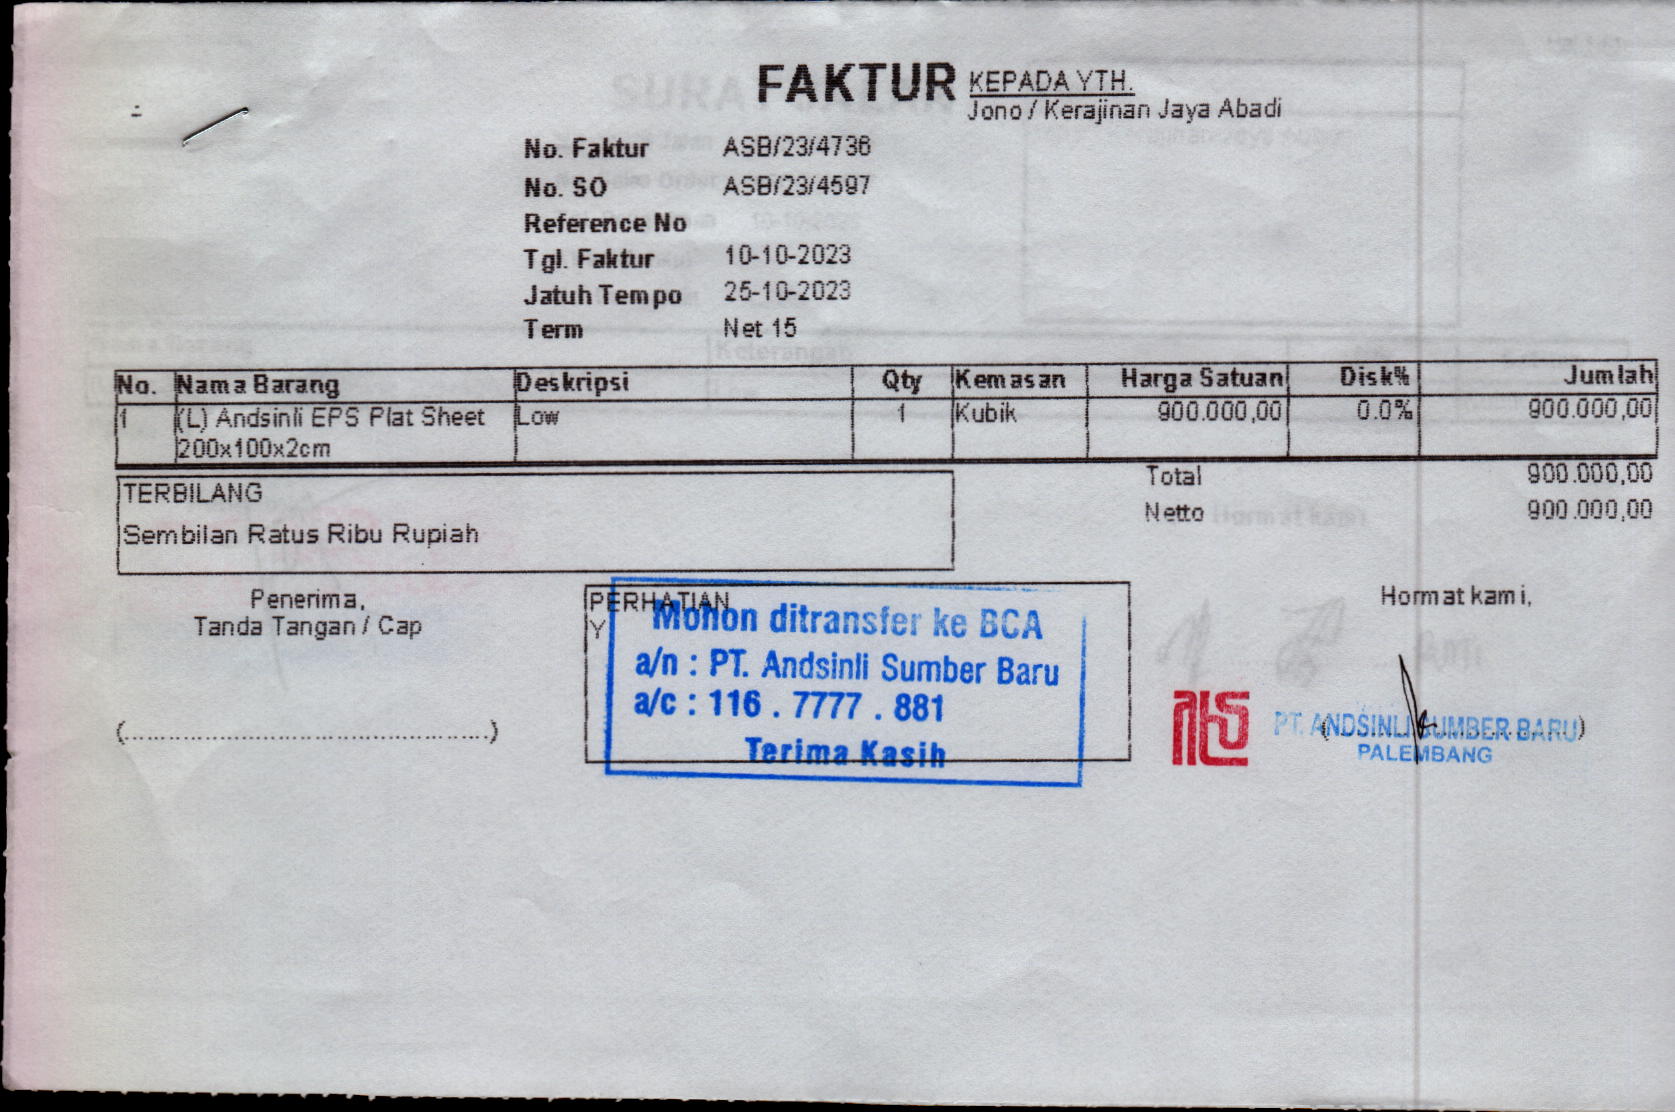 FAKTUR
KEPADA YTH.
Jono / Kerajinan Jaya Abadi
No. Faktur ASB/23/4736
No. SO ASB/23/4597
Reference No
Tgl. Faktur 10-10-2023
Jatuh Tempo 25-10-2023
Term Net 15
No. Nama Barang Deskripsi Qty Kemasan Harga Satuan Disk% Jumlah
1 (L) Andsinli EPS Plat Sheet Low 1 Kubik 900.000,00 0.0% 900.000,00
200x100x2cm
Total 900.000,00
Netto 900.000,00
TERBILANG
Sembilan Ratus Ribu Rupiah
Penerima,
Tanda Tangan / Cap
(........................................)
PERHATIAN
Y
Mohon ditransfer ke BCA
a/n : PT. Andsinli Sumber Baru
a/c : 116 . 7777 . 881
Terima Kasih
Hormat kami,
PT. ANDSINLI SUMBER BARU
PALEMBANG